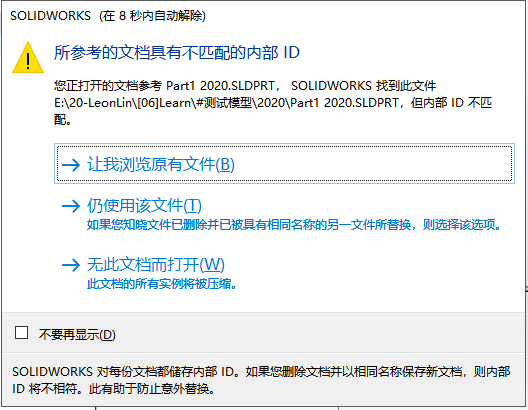 SOLIDWORKS (在 8 秒内自动解除)
所参考的文档具有不匹配的内部 ID
您正打开的文档参考 Part1 2020.SLDPRT， SOLIDWORKS 找到此文件
E:\20-LeonLin\[06]Learn\#测试模型\2020\Part1 2020.SLDPRT，但内部 ID 不匹
配。
让我浏览原有文件(B)
仍使用该文件(T)
如果您知晓文件已删除并已被具有相同名称的另一文件所替换，则选择该选项。
无此文档而打开(W)
此文档的所有实例将被压缩。
不要再显示(D)
SOLIDWORKS 对每份文档都储存内部 ID。如果您删除文档并以相同名称保存新文档，则内部
ID 将不相符。此有助于防止意外替换。